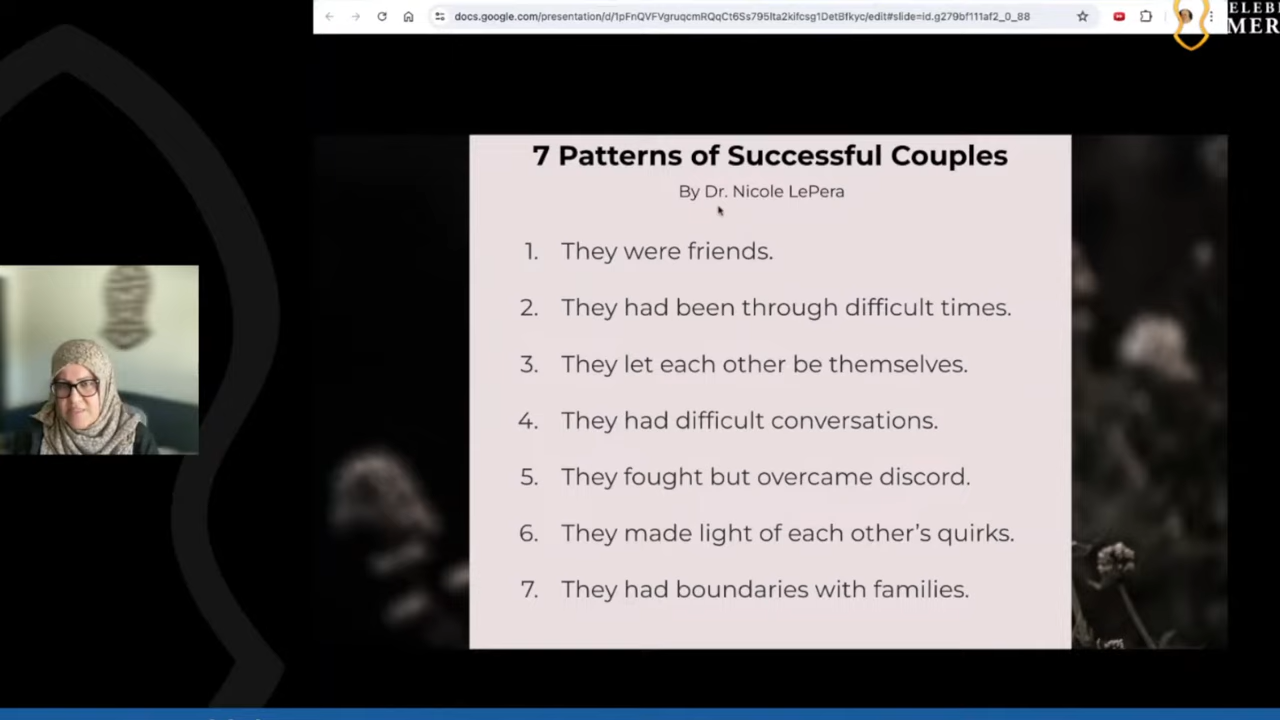 docs.google.com/presentation/d/1pFnQVFVgruqcmRQqCt6Ss795Ita2kifcsg1DetBfkyc/edit#slide=id.g279bf111af2_0_88
7 Patterns of Successful Couples
By Dr. Nicole LePera
1. They were friends.
2. They had been through difficult times.
3. They let each other be themselves.
4. They had difficult conversations.
5. They fought but overcame discord.
6. They made light of each other's quirks.
7. They had boundaries with families.